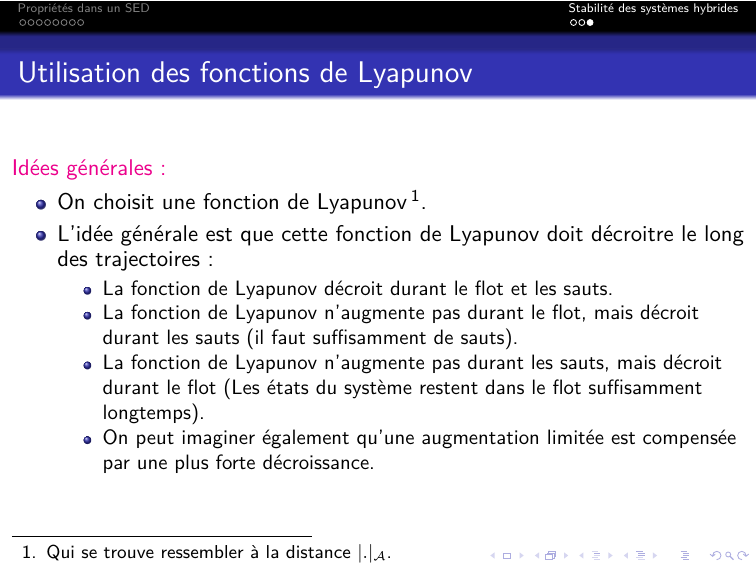 Propriétés dans un SED
Stabilité des systèmes hybrides
Utilisation des fonctions de Lyapunov
Idées générales :
On choisit une fonction de Lyapunov 1.
L'idée générale est que cette fonction de Lyapunov doit décroitre le long
des trajectoires :
La fonction de Lyapunov décroit durant le flot et les sauts.
La fonction de Lyapunov n'augmente pas durant le flot, mais décroit
durant les sauts (il faut suffisamment de sauts).
La fonction de Lyapunov n'augmente pas durant les sauts, mais décroit
durant le flot (Les états du système restent dans le flot suffisamment
longtemps).
On peut imaginer également qu'une augmentation limitée est compensée
par une plus forte décroissance.
1. Qui se trouve ressembler à la distance |.|A.